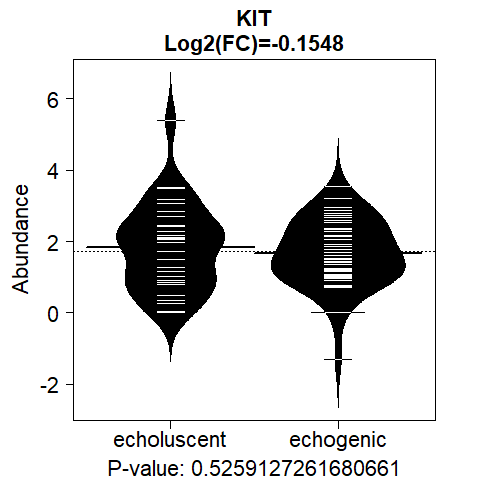 KIT
Log2(FC)=-0.1548
Abundance
6
4
2
0
-2
echoluscent echogenic
P-value: 0.5259127261680661